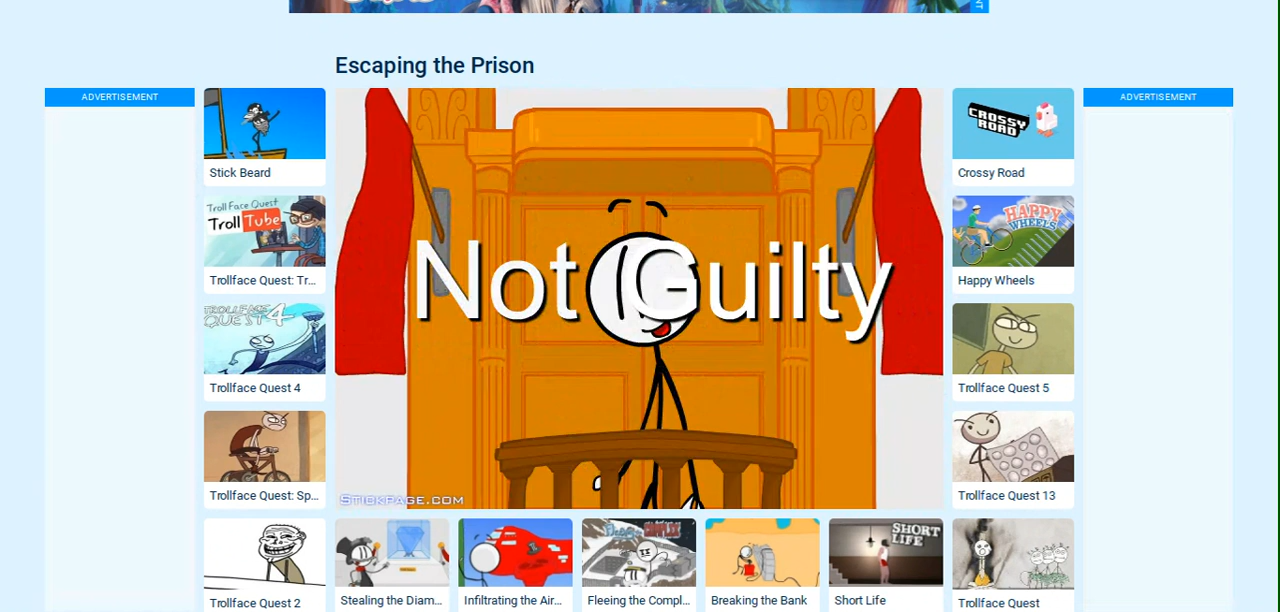 Escaping the Prison
ADVERTISEMENT
ADVERTISEMENT
Stick Beard
Troll Face Quest
Troll Tube
Trollface Quest: Tr...
TROLLFACE
QUEST 4
Trollface Quest 4
Trollface Quest: Sp...
Trollface Quest 2
Not Guilty
STICKPAGE.COM
CROSSY
ROAD
Crossy Road
HAPPY
WHEELS
Happy Wheels
Trollface Quest 5
Trollface Quest 13
Stealing the Diam...
Infiltrating the Air...
Fleeing the Compl...
Breaking the Bank
SHORT
LIFE
Short Life
Trollface Quest